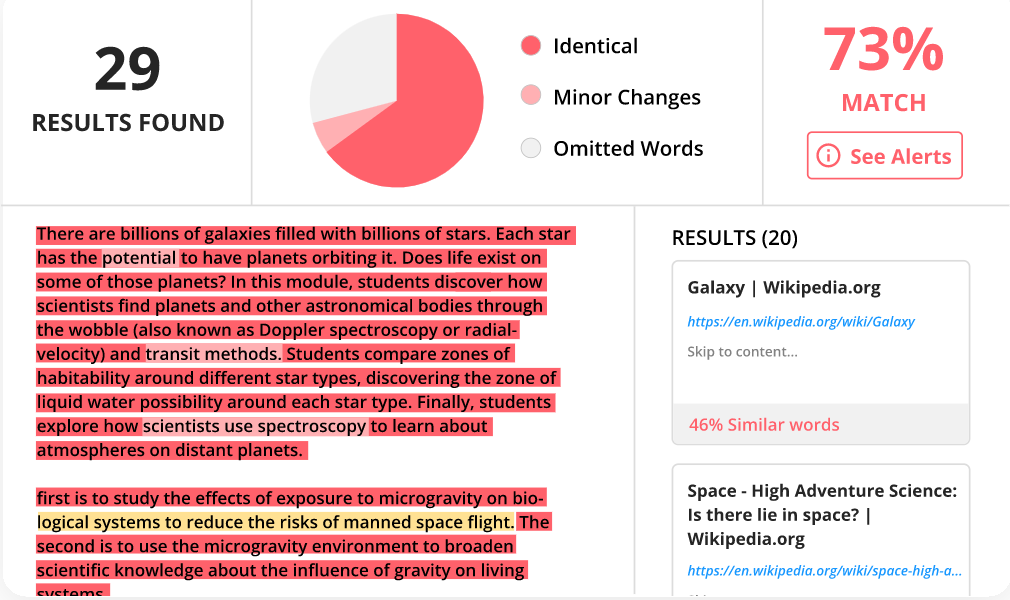 29
RESULTS FOUND
Identical
Minor Changes
Omitted Words
73%
MATCH
See Alerts
There are billions of galaxies filled with billions of stars. Each star
has the potential to have planets orbiting it. Does life exist on
some of those planets? In this module, students discover how
scientists find planets and other astronomical bodies through
the wobble (also known as Doppler spectroscopy or radial-
velocity) and transit methods. Students compare zones of
habitability around different star types, discovering the zone of
liquid water possibility around each star type. Finally, students
explore how scientists use spectroscopy to learn about
atmospheres on distant planets.
first is to study the effects of exposure to microgravity on bio-
logical systems to reduce the risks of manned space flight. The
second is to use the microgravity environment to broaden
scientific knowledge about the influence of gravity on living
systems.
RESULTS (20)
Galaxy | Wikipedia.org
https://en.wikipedia.org/wiki/Galaxy
Skip to content...
46% Similar words
Space - High Adventure Science:
Is there lie in space? |
Wikipedia.org
https://en.wikipedia.org/wiki/space-high-a...